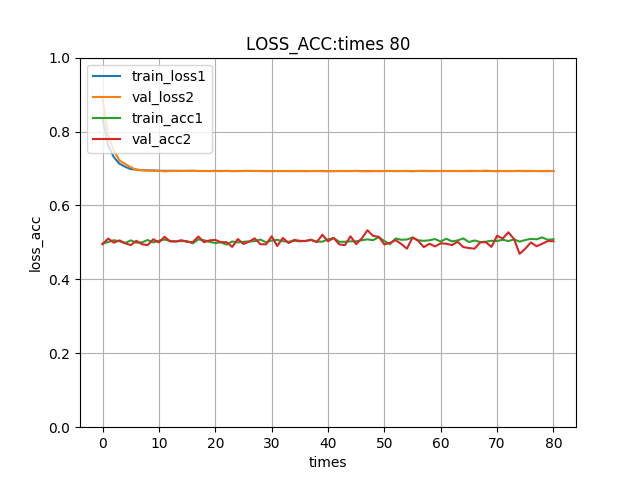 LOSS_ACC:times 80
1.0
0.8
0.6
0.4
0.2
0.0
loss_acc
train_loss1
val_loss2
train_acc1
val_acc2
0 10 20 30 40 50 60 70 80
times